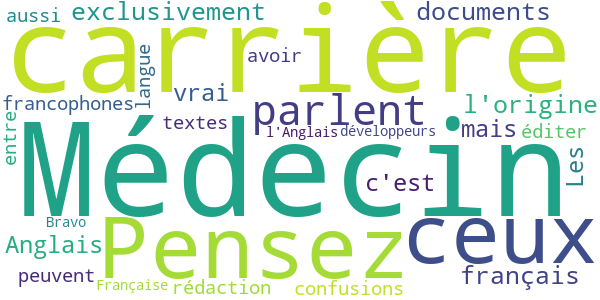 aussi exclusivement documents
carrière
langue avoir
francophones vrai parlent l'origine
textes l'Anglais développeurs mais éditer
entre Médecin c'est Les
Bravo Pensez ceux
Anglais
peuvent Française rédaction confusions français